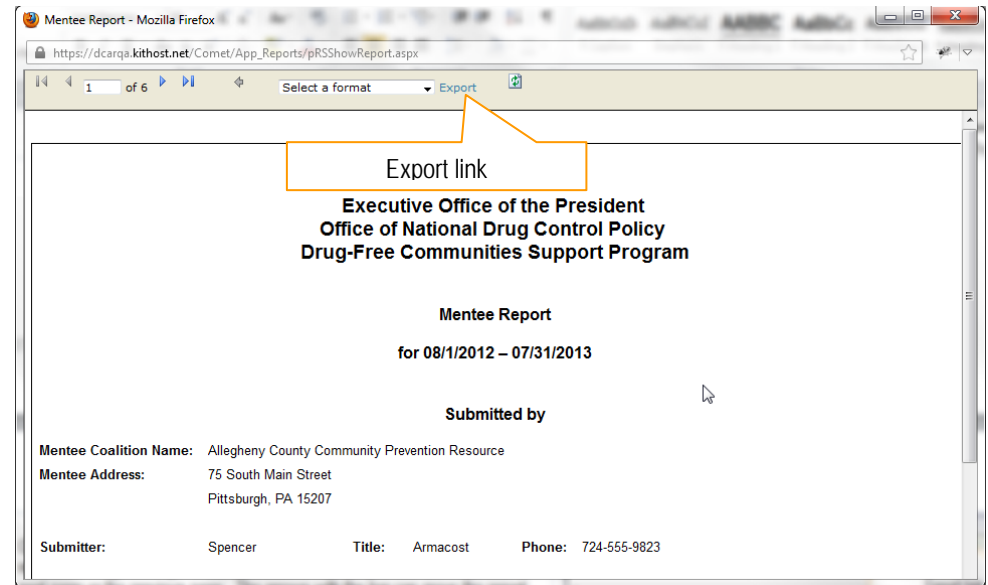 Mentee Report - Mozilla Firefox
https://dcarqa.kithost.net/Comet/App_Reports/pRSShowReport.aspx
1 of 6 Select a format Export
Export link
Executive Office of the President
Office of National Drug Control Policy
Drug-Free Communities Support Program
Mentee Report
for 08/1/2012 – 07/31/2013
Submitted by
Mentee Coalition Name: Allegheny County Community Prevention Resource
Mentee Address: 75 South Main Street
Pittsburgh, PA 15207
Submitter: Spencer Title: Armacost Phone: 724-555-9823